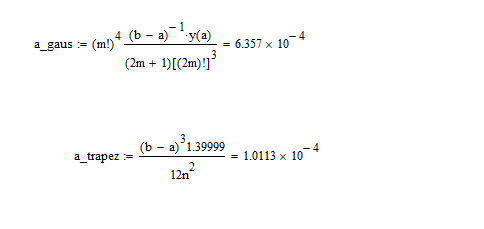 a_gaus := (m!)^4 (b − a)^−1·y(a) / (2m + 1)[(2m)!]^3 = 6.357 × 10^−4
a_trapez := (b − a)^3 1.39999 / 12n^2 = 1.0113 × 10^−4